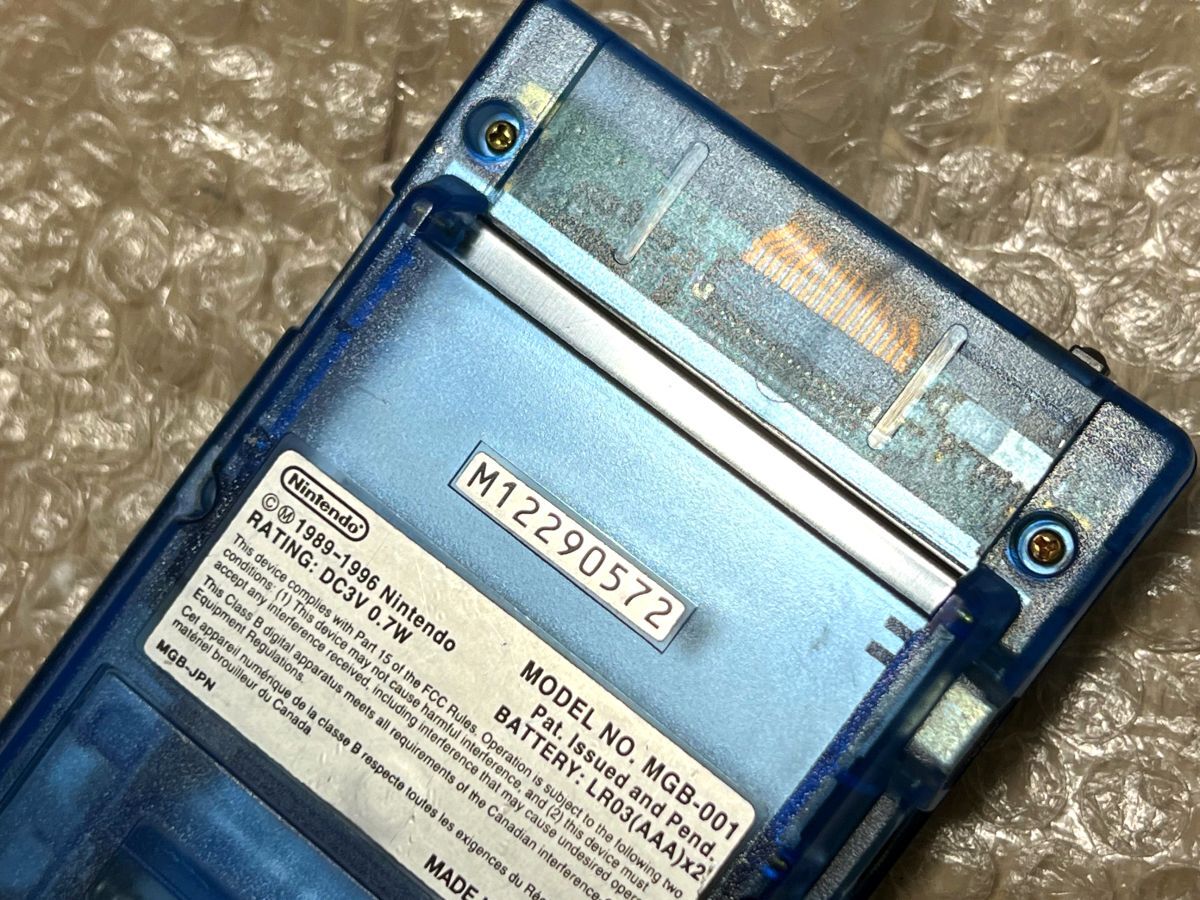 M12290572
Nintendo
©Ⓜ1989-1996 Nintendo
RATING: DC3V 0.7W
MODEL NO. MGB-001
Pat. Issued and Pend.
BATTERY: LR03(AAA)x2
This device complies with Part 15 of the FCC Rules. Operation is subject to the following two
conditions: (1) This device may not cause harmful interference, and (2) this device must
accept any interference received, including interference that may cause undesired
This Class B digital apparatus meets all requirements of the Canadian interference
Equipment Regulations.
Cet appareil numérique de la classe B respecte toutes les exigences du
matériel brouilleur du Canada
MGB-JPN
MADE